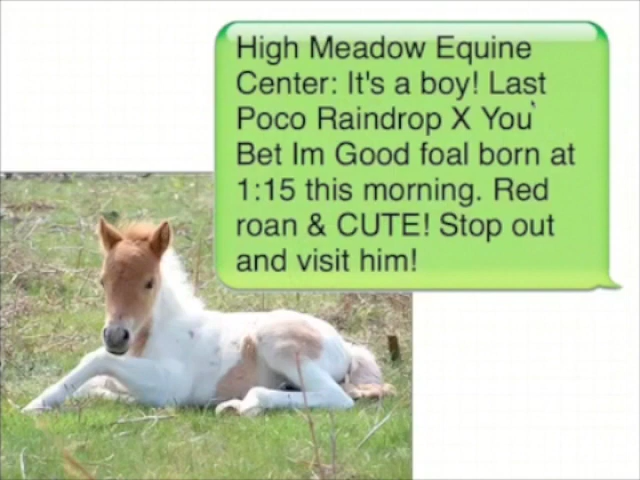 High Meadow Equine
Center: It's a boy! Last
Poco Raindrop X You
Bet Im Good foal born at
1:15 this morning. Red
roan & CUTE! Stop out
and visit him!